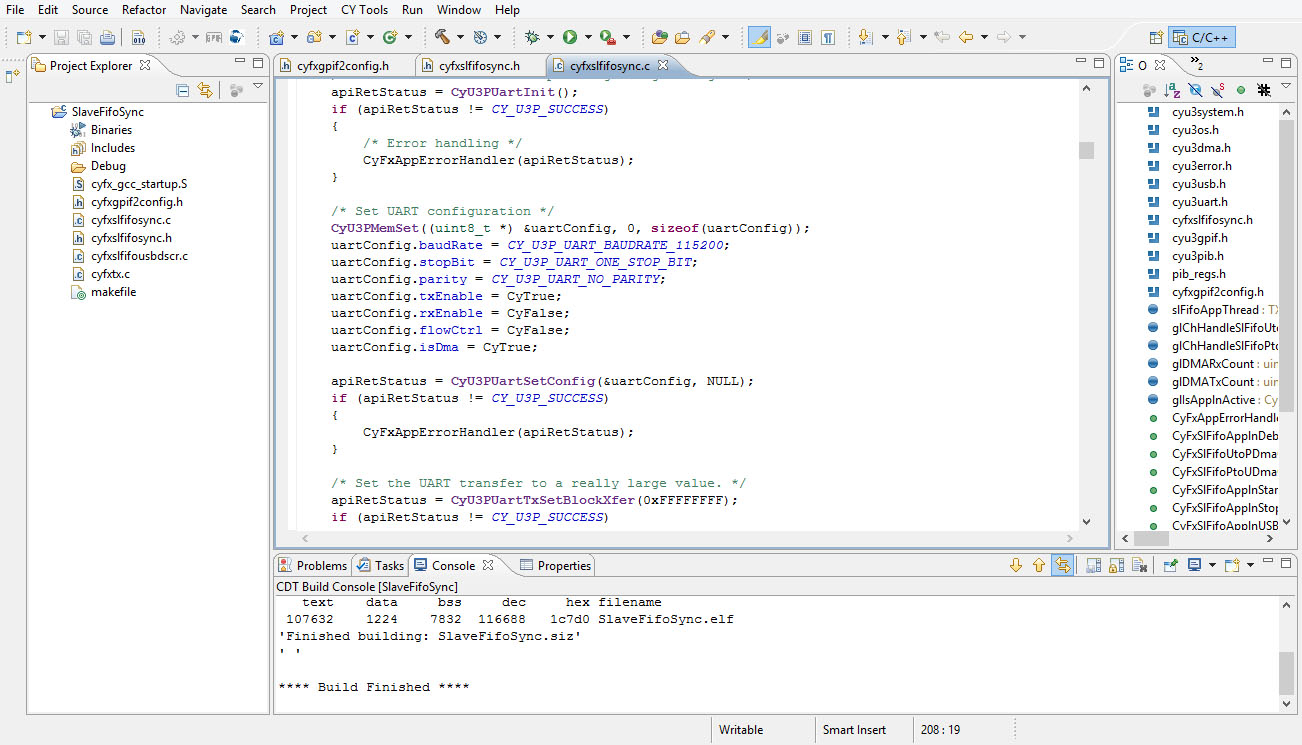 File Edit Source Refactor Navigate Search Project CY Tools Run Window Help
010
C/C++
Project Explorer
cyfxgpif2config.h
cyfxslfifosync.h
cyfxslfifosync.c
O
2
SlaveFifoSync
Binaries
Includes
Debug
cyfx_gcc_startup.S
cyfxgpif2config.h
cyfxslfifosync.c
cyfxslfifosync.h
cyfxslfifousbdscr.c
cyfxtx.c
makefile
apiRetStatus = CyU3PUartInit();
if (apiRetStatus != CY_U3P_SUCCESS)
{
/* Error handling */
CyFxAppErrorHandler(apiRetStatus);
}
/* Set UART configuration */
CyU3PMemSet((uint8_t *) &uartConfig, 0, sizeof(uartConfig));
uartConfig.baudRate = CY_U3P_UART_BAUDRATE_115200;
uartConfig.stopBit = CY_U3P_UART_ONE_STOP_BIT;
uartConfig.parity = CY_U3P_UART_NO_PARITY;
uartConfig.txEnable = CyTrue;
uartConfig.rxEnable = CyFalse;
uartConfig.flowCtrl = CyFalse;
uartConfig.isDma = CyTrue;
apiRetStatus = CyU3PUartSetConfig(&uartConfig, NULL);
if (apiRetStatus != CY_U3P_SUCCESS)
{
CyFxAppErrorHandler(apiRetStatus);
}
/* Set the UART transfer to a really large value. */
apiRetStatus = CyU3PUartTxSetBlockXfer(0xFFFFFFFF);
if (apiRetStatus != CY_U3P_SUCCESS)
cyu3system.h
cyu3os.h
cyu3dma.h
cyu3error.h
cyu3usb.h
cyu3uart.h
cyfxslfifosync.h
cyu3gpif.h
cyu3pib.h
pib_regs.h
cyfxgpif2config.h
slFifoAppThread : TX
glChHandleSlFifoUto
glChHandleSlFifoPto
glDMARxCount : uin
glDMATxCount : uin
glIsApplnActive : Cy
CyFxAppErrorHandl
CyFxSlFifoApplnDeb
CyFxSlFifoUtoPDma
CyFxSlFifoPtoUDma
CyFxSlFifoApplnStar
CyFxSlFifoApplnStop
CyFxSlFifoApplnUSB
Problems Tasks Console Properties
CDT Build Console [SlaveFifoSync]
text data bss dec hex filename
107632 1224 7832 116688 1c7d0 SlaveFifoSync.elf
'Finished building: SlaveFifoSync.siz'
' '
**** Build Finished ****
Writable Smart Insert 208 : 19